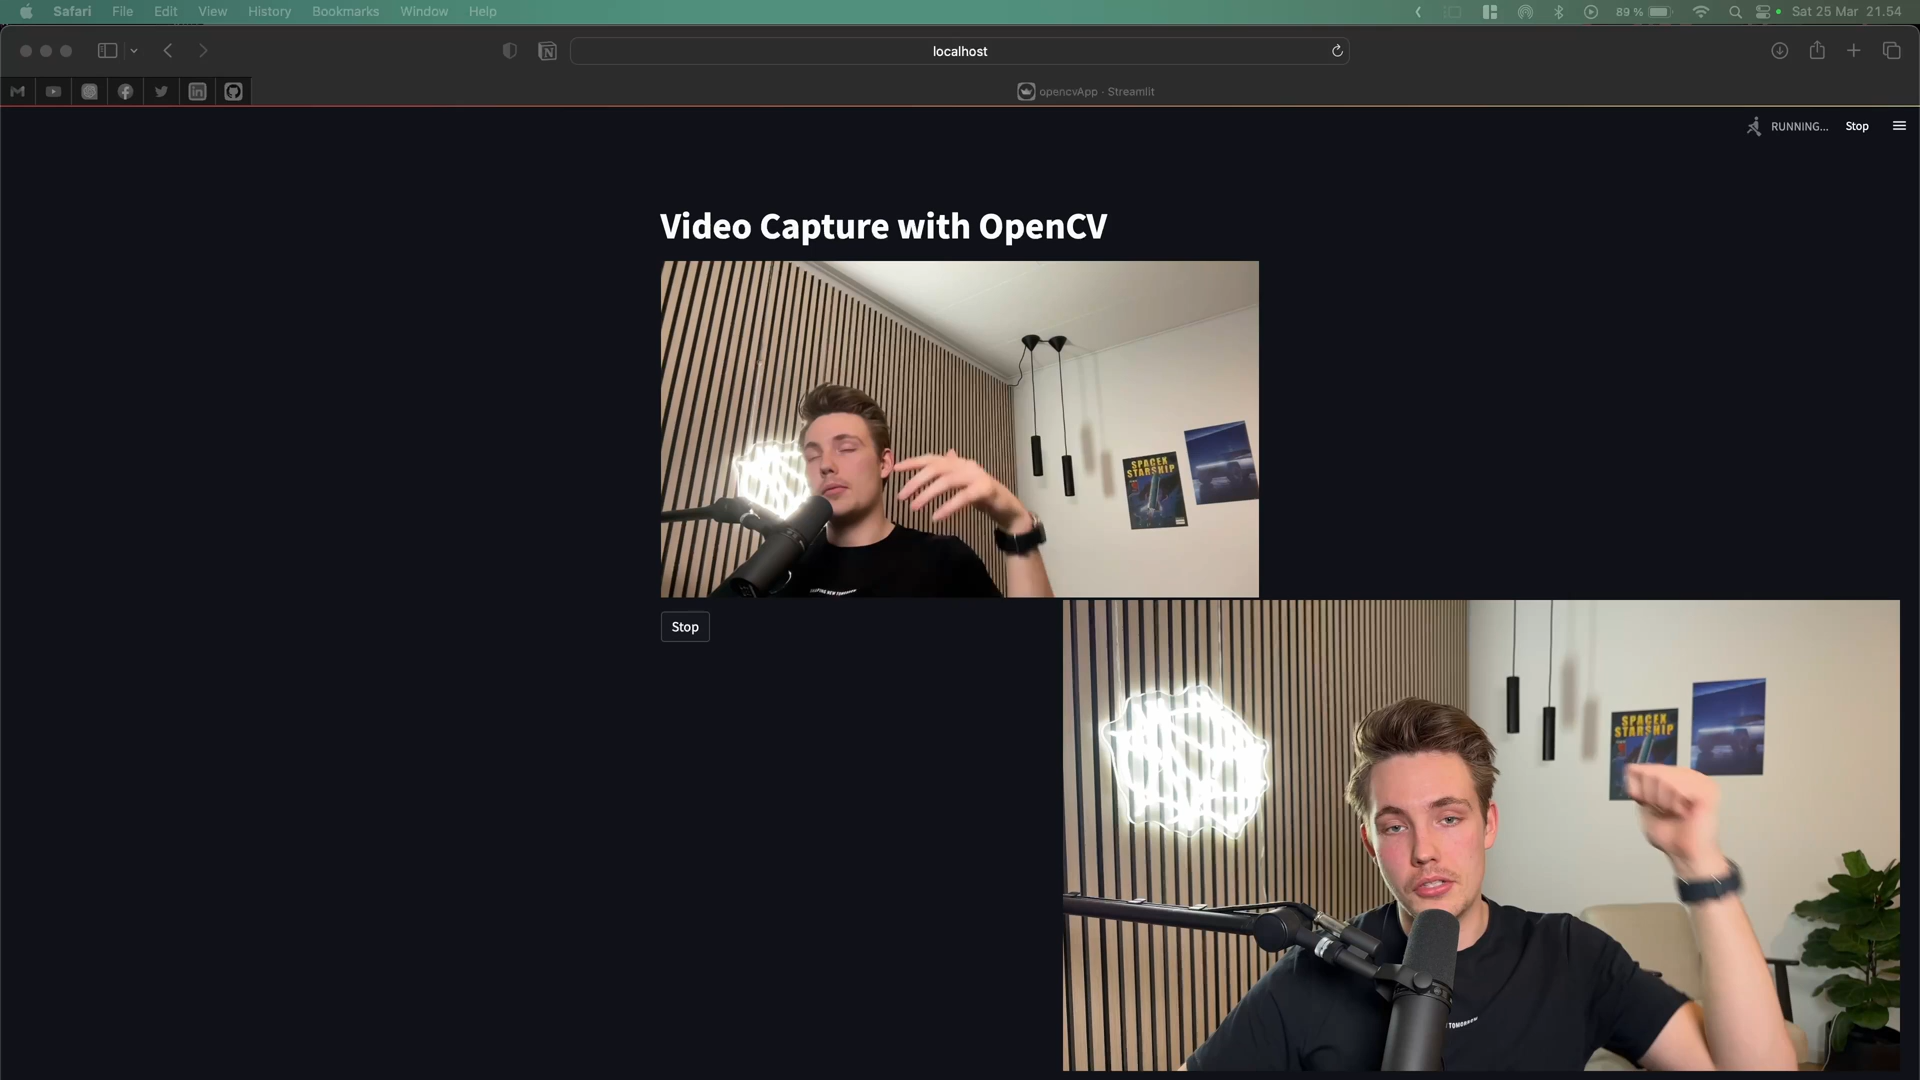 Safari File Edit View History Bookmarks Window Help 89 % Sat 25 Mar 21.54
localhost
opencvApp · Streamlit
RUNNING... Stop
Video Capture with OpenCV
SPACEX
STARSHIP
Stop
SPACEX
STARSHIP
TOMORROW